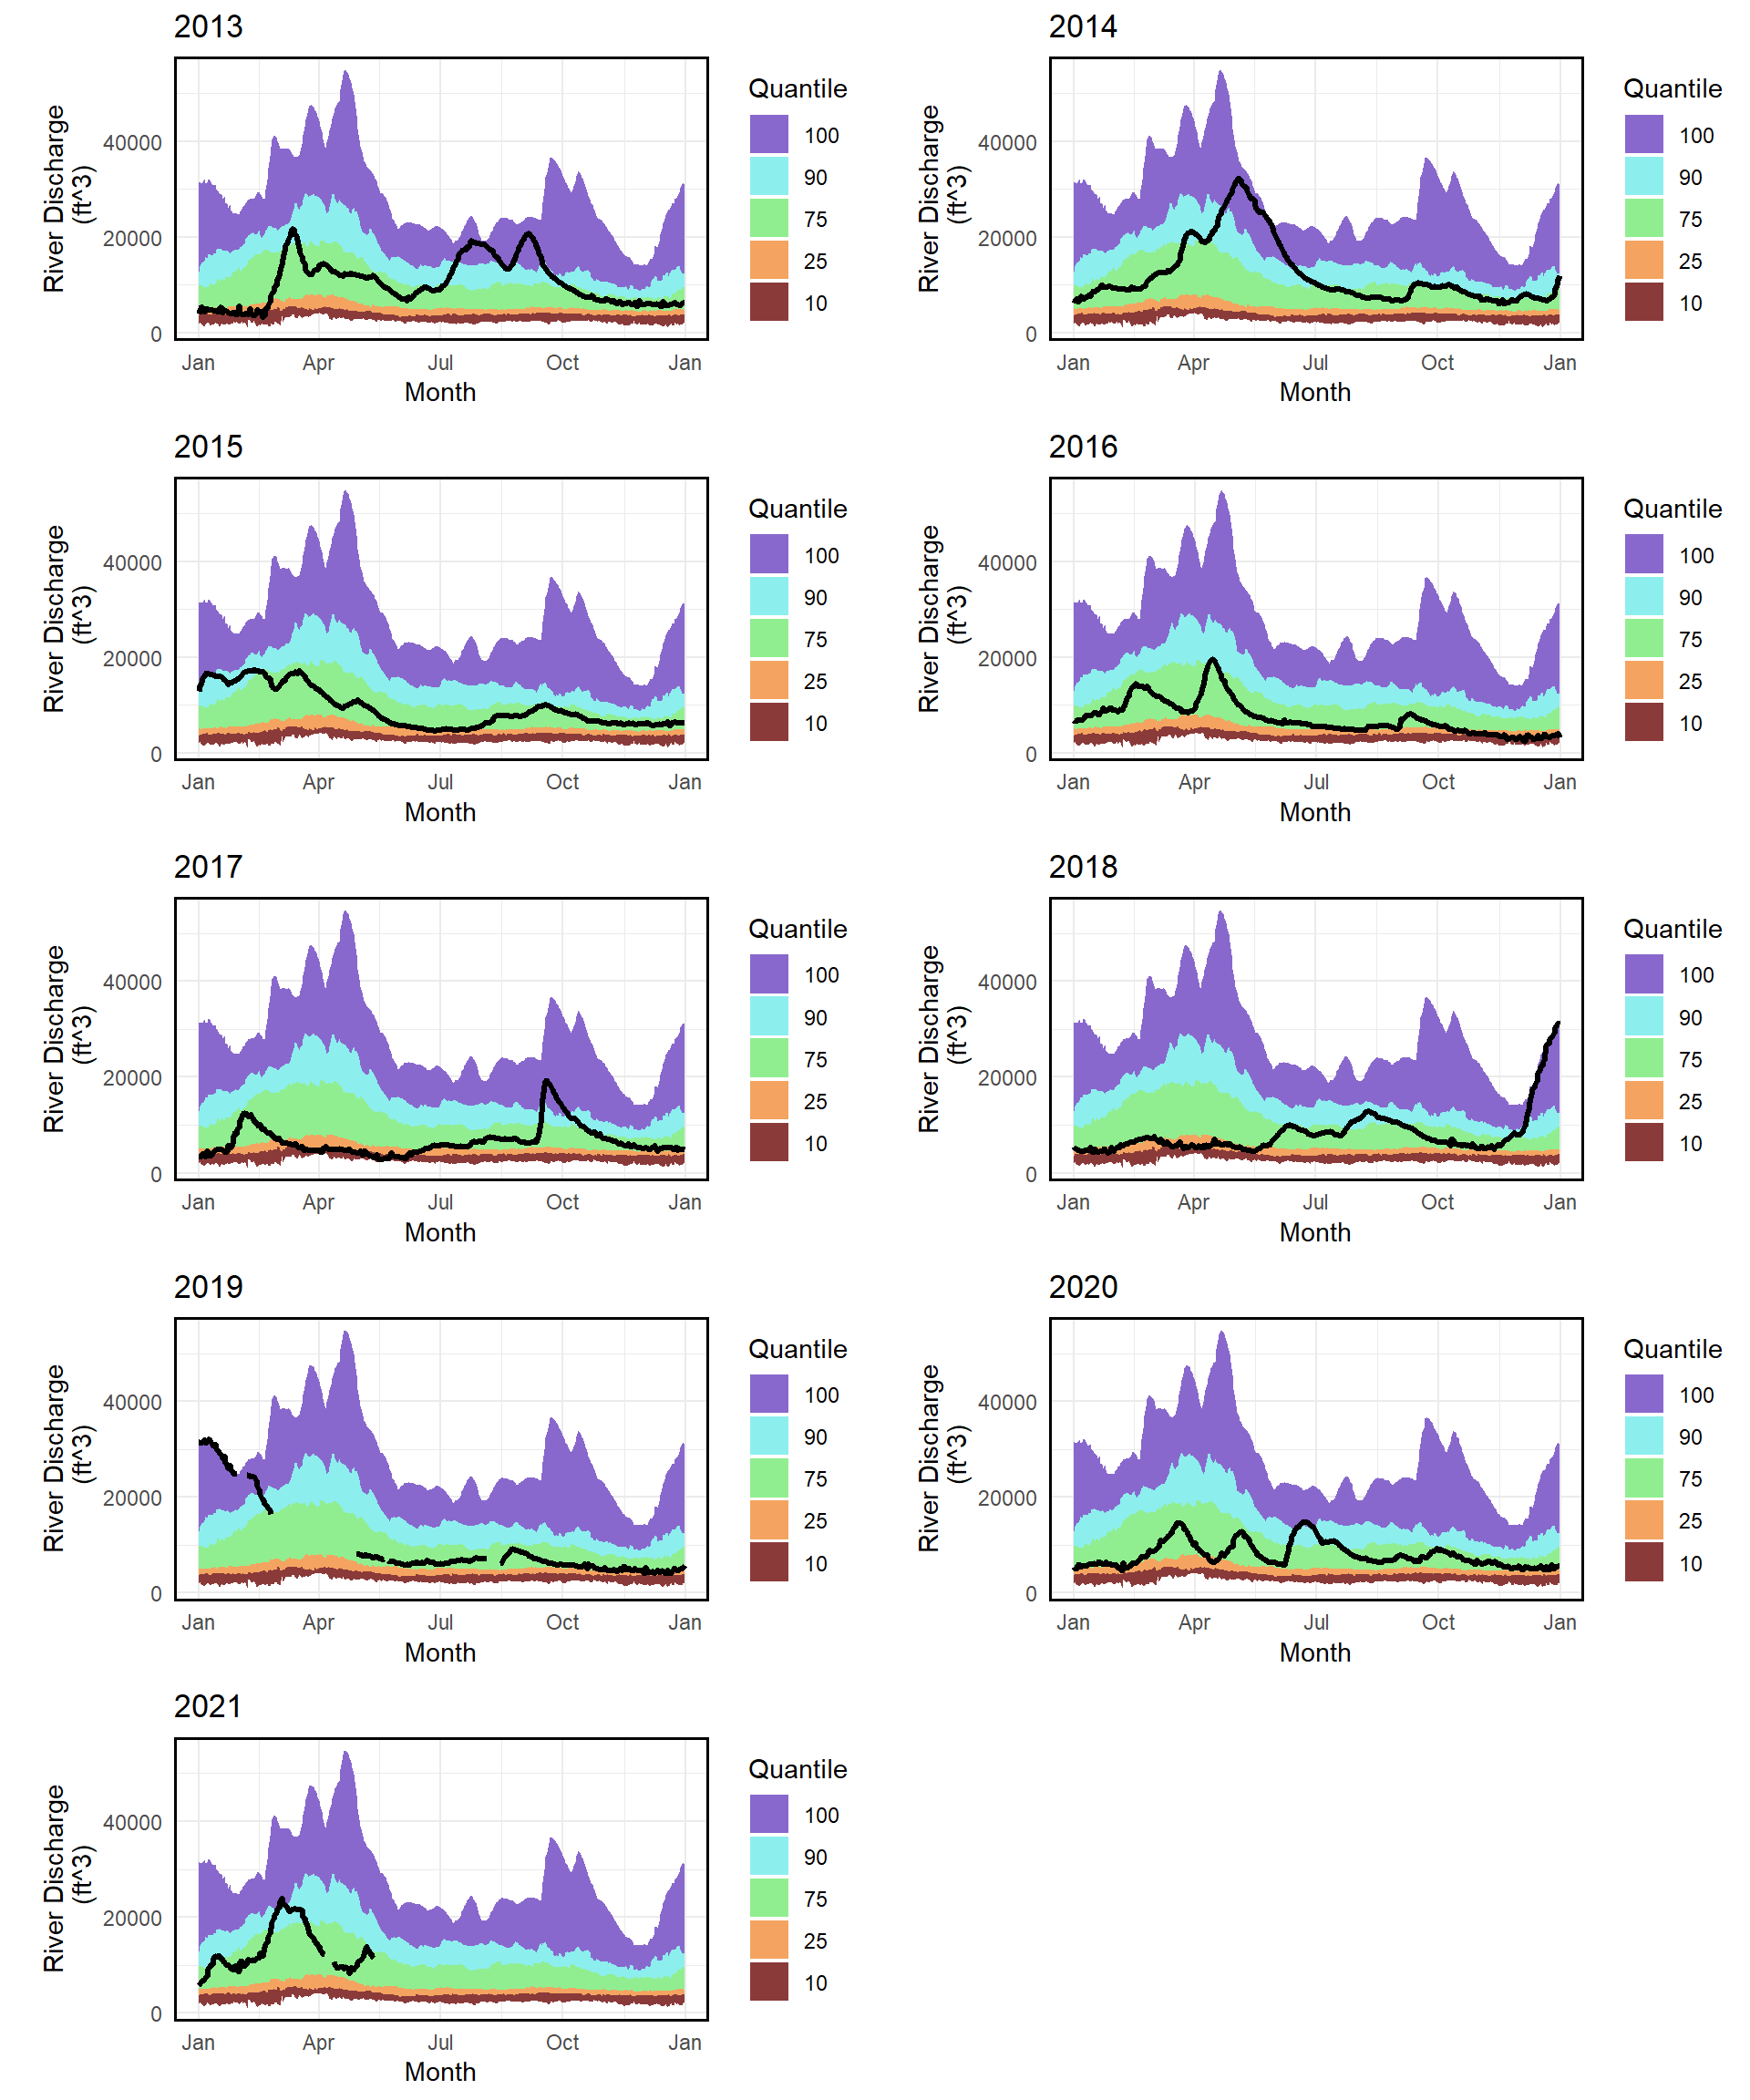 2013
River Discharge
(ft^3)
40000
20000
0
Jan Apr Jul Oct Jan
Month
Quantile
100
90
75
25
10
2014
River Discharge
(ft^3)
40000
20000
0
Jan Apr Jul Oct Jan
Month
Quantile
100
90
75
25
10
2015
River Discharge
(ft^3)
40000
20000
0
Jan Apr Jul Oct Jan
Month
Quantile
100
90
75
25
10
2016
River Discharge
(ft^3)
40000
20000
0
Jan Apr Jul Oct Jan
Month
Quantile
100
90
75
25
10
2017
River Discharge
(ft^3)
40000
20000
0
Jan Apr Jul Oct Jan
Month
Quantile
100
90
75
25
10
2018
River Discharge
(ft^3)
40000
20000
0
Jan Apr Jul Oct Jan
Month
Quantile
100
90
75
25
10
2019
River Discharge
(ft^3)
40000
20000
0
Jan Apr Jul Oct Jan
Month
Quantile
100
90
75
25
10
2020
River Discharge
(ft^3)
40000
20000
0
Jan Apr Jul Oct Jan
Month
Quantile
100
90
75
25
10
2021
River Discharge
(ft^3)
40000
20000
0
Jan Apr Jul Oct Jan
Month
Quantile
100
90
75
25
10